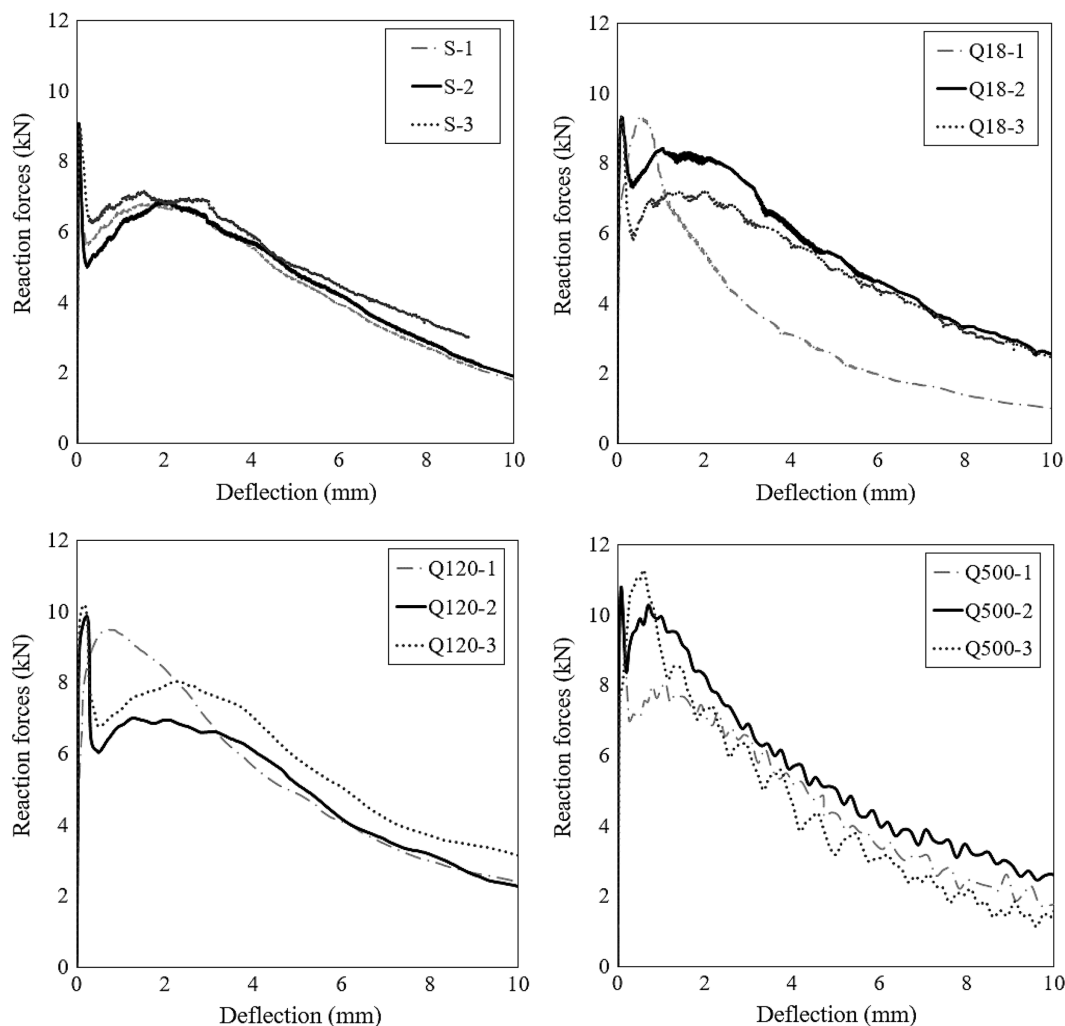 12
10
8
6
4
2
0
Reaction forces (kN)
S-1
S-2
S-3
0 2 4 6 8 10
Deflection (mm)
12
10
8
6
4
2
0
Reaction forces (kN)
Q18-1
Q18-2
Q18-3
0 2 4 6 8 10
Deflection (mm)
12
10
8
6
4
2
0
Reaction forces (kN)
Q120-1
Q120-2
Q120-3
0 2 4 6 8 10
Deflection (mm)
12
10
8
6
4
2
0
Reaction forces (kN)
Q500-1
Q500-2
Q500-3
0 2 4 6 8 10
Deflection (mm)